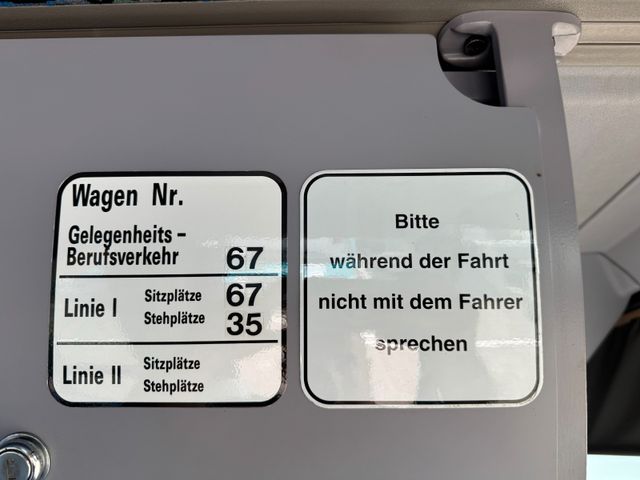 Wagen Nr.
Gelegenheits -
Berufsverkehr 67
Linie I Sitzplätze 67
Stehplätze 35
Linie II Sitzplätze
Stehplätze
Bitte
während der Fahrt
nicht mit dem Fahrer
sprechen